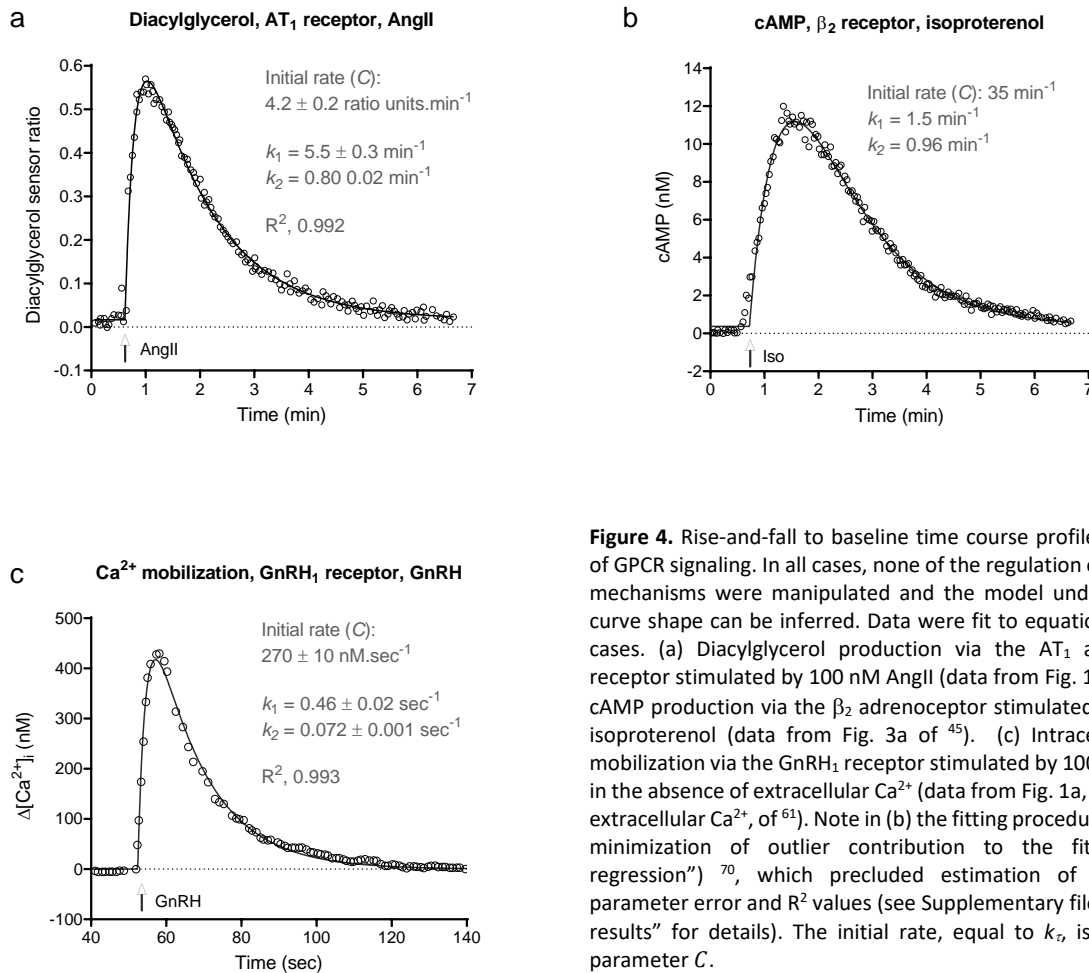 a
Diacylglycerol, AT1 receptor, AngII
0.6
0.5
0.4
0.3
0.2
0.1
0.0
-0.1
Diacylglycerol sensor ratio
Initial rate (C):
4.2 ± 0.2 ratio units.min-1
k1 = 5.5 ± 0.3 min-1
k2 = 0.80 0.02 min-1
R2, 0.992
AngII
0 1 2 3 4 5 6 7
Time (min)
b
cAMP, β2 receptor, isoproterenol
14
12
10
8
6
4
2
0
-2
cAMP (nM)
Initial rate (C): 35 min-1
k1 = 1.5 min-1
k2 = 0.96 min-1
Iso
0 1 2 3 4 5 6 7
Time (min)
c
Ca2+ mobilization, GnRH1 receptor, GnRH
500
400
300
200
100
0
-100
Δ[Ca2+]i (nM)
Initial rate (C):
270 ± 10 nM.sec-1
k1 = 0.46 ± 0.02 sec-1
k2 = 0.072 ± 0.001 sec-1
R2, 0.993
GnRH
40 60 80 100 120 140
Time (sec)
Figure 4. Rise-and-fall to baseline time course profile
of GPCR signaling. In all cases, none of the regulation
mechanisms were manipulated and the model und
curve shape can be inferred. Data were fit to equatio
cases. (a) Diacylglycerol production via the AT1 a
receptor stimulated by 100 nM AngII (data from Fig. 1
cAMP production via the β2 adrenoceptor stimulated
isoproterenol (data from Fig. 3a of 45). (c) Intrace
mobilization via the GnRH1 receptor stimulated by 100
in the absence of extracellular Ca2+ (data from Fig. 1a,
extracellular Ca2+, of 61). Note in (b) the fitting procedu
minimization of outlier contribution to the fit
regression”) 70, which precluded estimation of
parameter error and R2 values (see Supplementary file
results” for details). The initial rate, equal to kτ, is
parameter C.